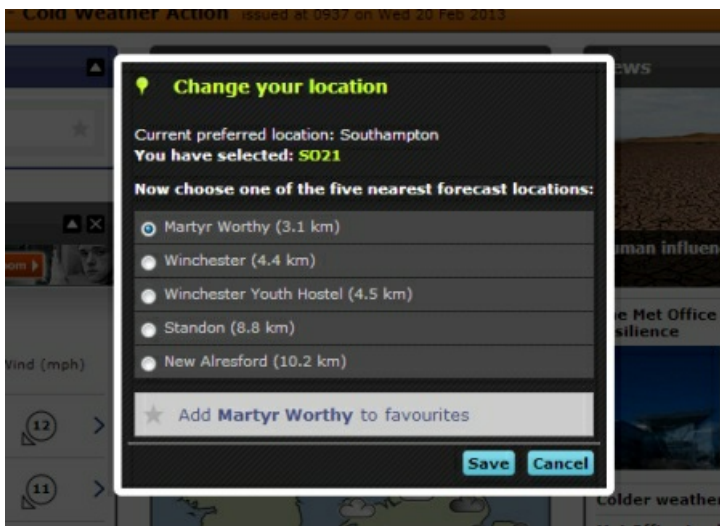 Cold Weather Action issued at 0937 on Wed 20 Feb 2013
ews
Change your location
Current preferred location: Southampton
You have selected: SO21
Now choose one of the five nearest forecast locations:
Martyr Worthy (3.1 km)
Winchester (4.4 km)
Winchester Youth Hostel (4.5 km)
Standon (8.8 km)
New Alresford (10.2 km)
Add Martyr Worthy to favourites
Save Cancel
oom
Wind (mph)
12
11
uman influen
e Met Office
silience
Colder weather